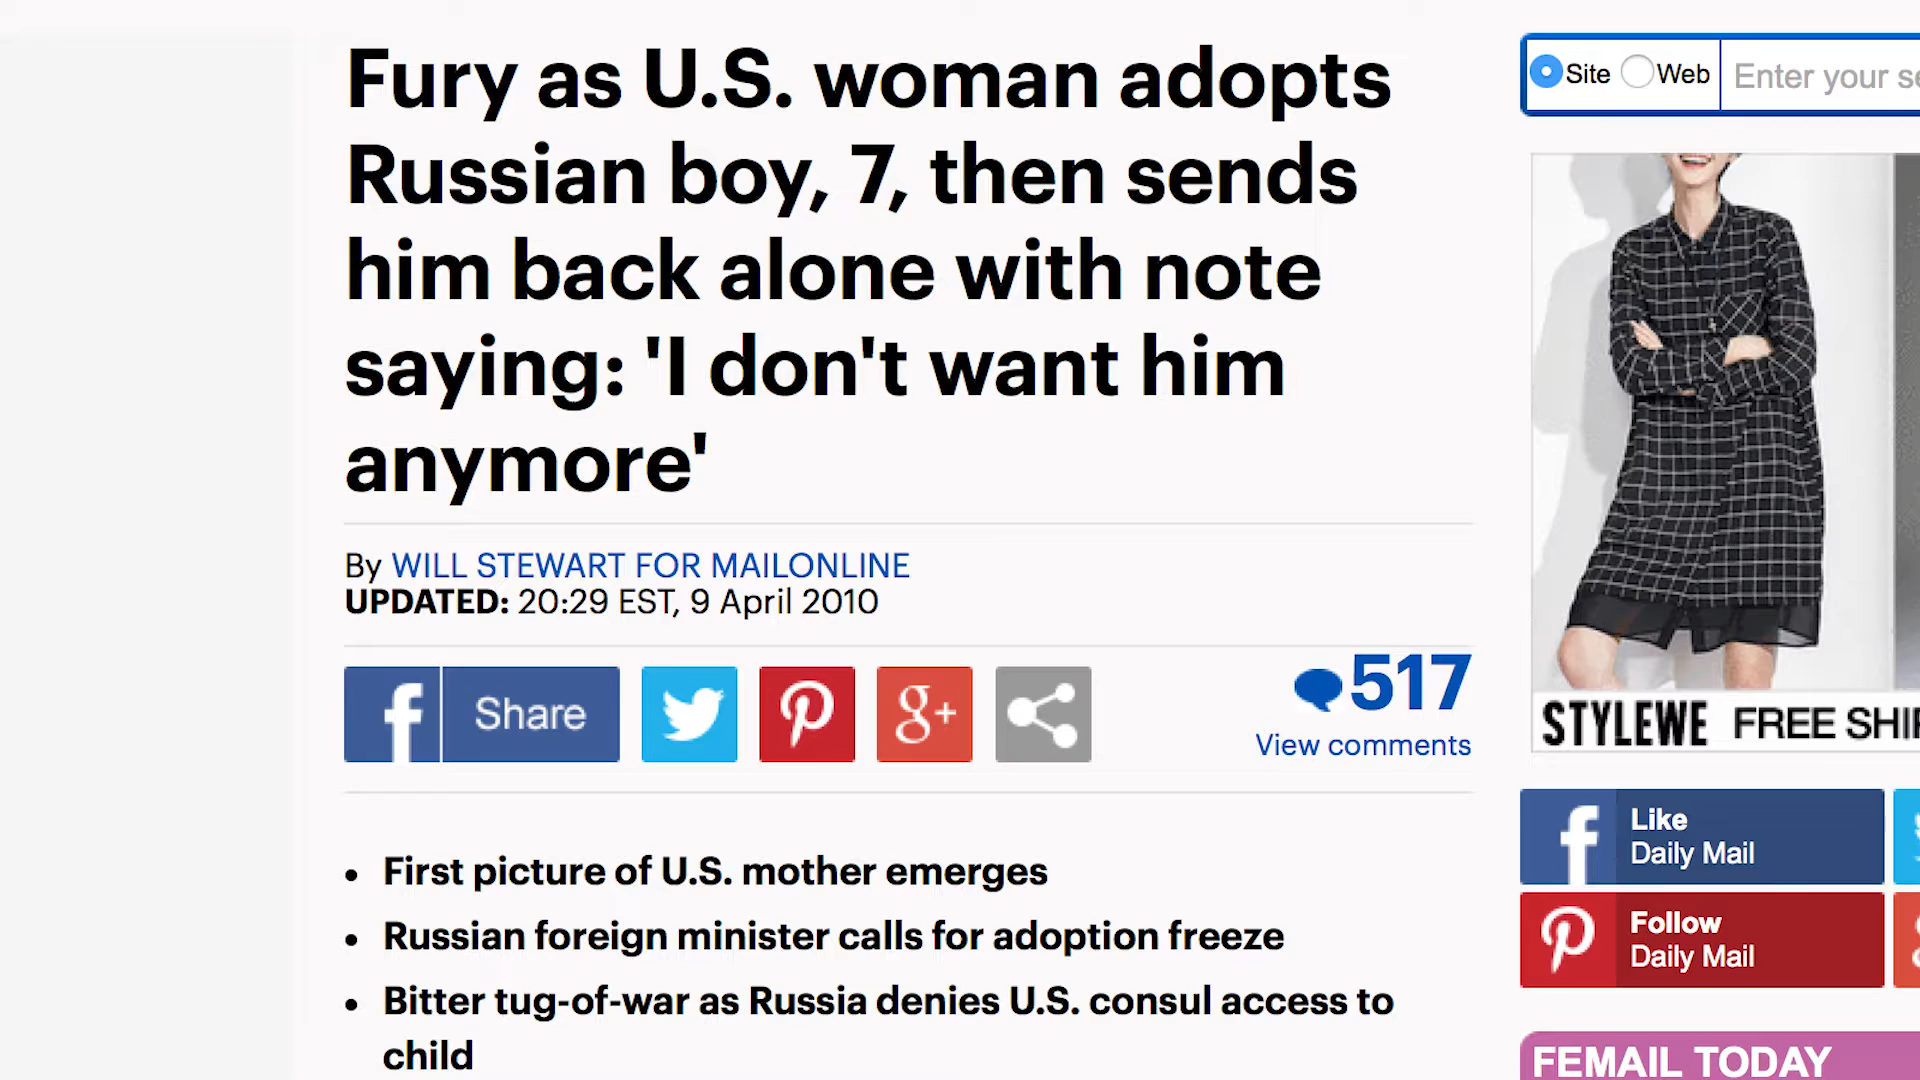 Fury as U.S. woman adopts
Russian boy, 7, then sends
him back alone with note
saying: 'I don't want him
anymore'
By WILL STEWART FOR MAILONLINE
UPDATED: 20:29 EST, 9 April 2010
f Share
g+
517
View comments
• First picture of U.S. mother emerges
• Russian foreign minister calls for adoption freeze
• Bitter tug-of-war as Russia denies U.S. consul access to
child
Site Web Enter your
STYLEWE FREE
Like
Daily Mail
Follow
Daily Mail
FEMAIL TODAY